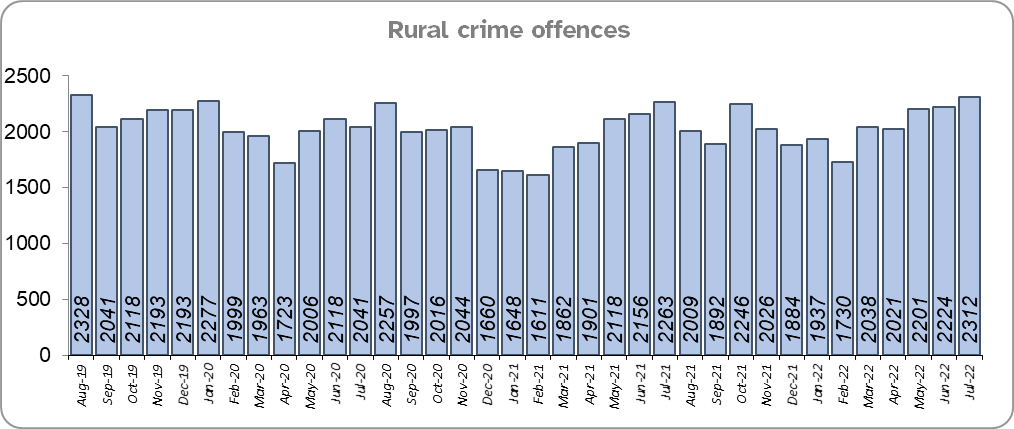 Rural crime offences
2500
2000
1500
1000
500
0
2328 2041 2118 2193 2193 2277 1999 1963 1723 2006 2118 2041 2257 1997 2016 2044 1660 1648 1611 1862 1901 2118 2156 2263 2009 1892 2246 2026 1884 1937 1730 2038 2021 2201 2224 2312
Aug-19 Sep-19 Oct-19 Nov-19 Dec-19 Jan-20 Feb-20 Mar-20 Apr-20 May-20 Jun-20 Jul-20 Aug-20 Sep-20 Oct-20 Nov-20 Dec-20 Jan-21 Feb-21 Mar-21 Apr-21 May-21 Jun-21 Jul-21 Aug-21 Sep-21 Oct-21 Nov-21 Dec-21 Jan-22 Feb-22 Mar-22 Apr-22 May-22 Jun-22 Jul-22